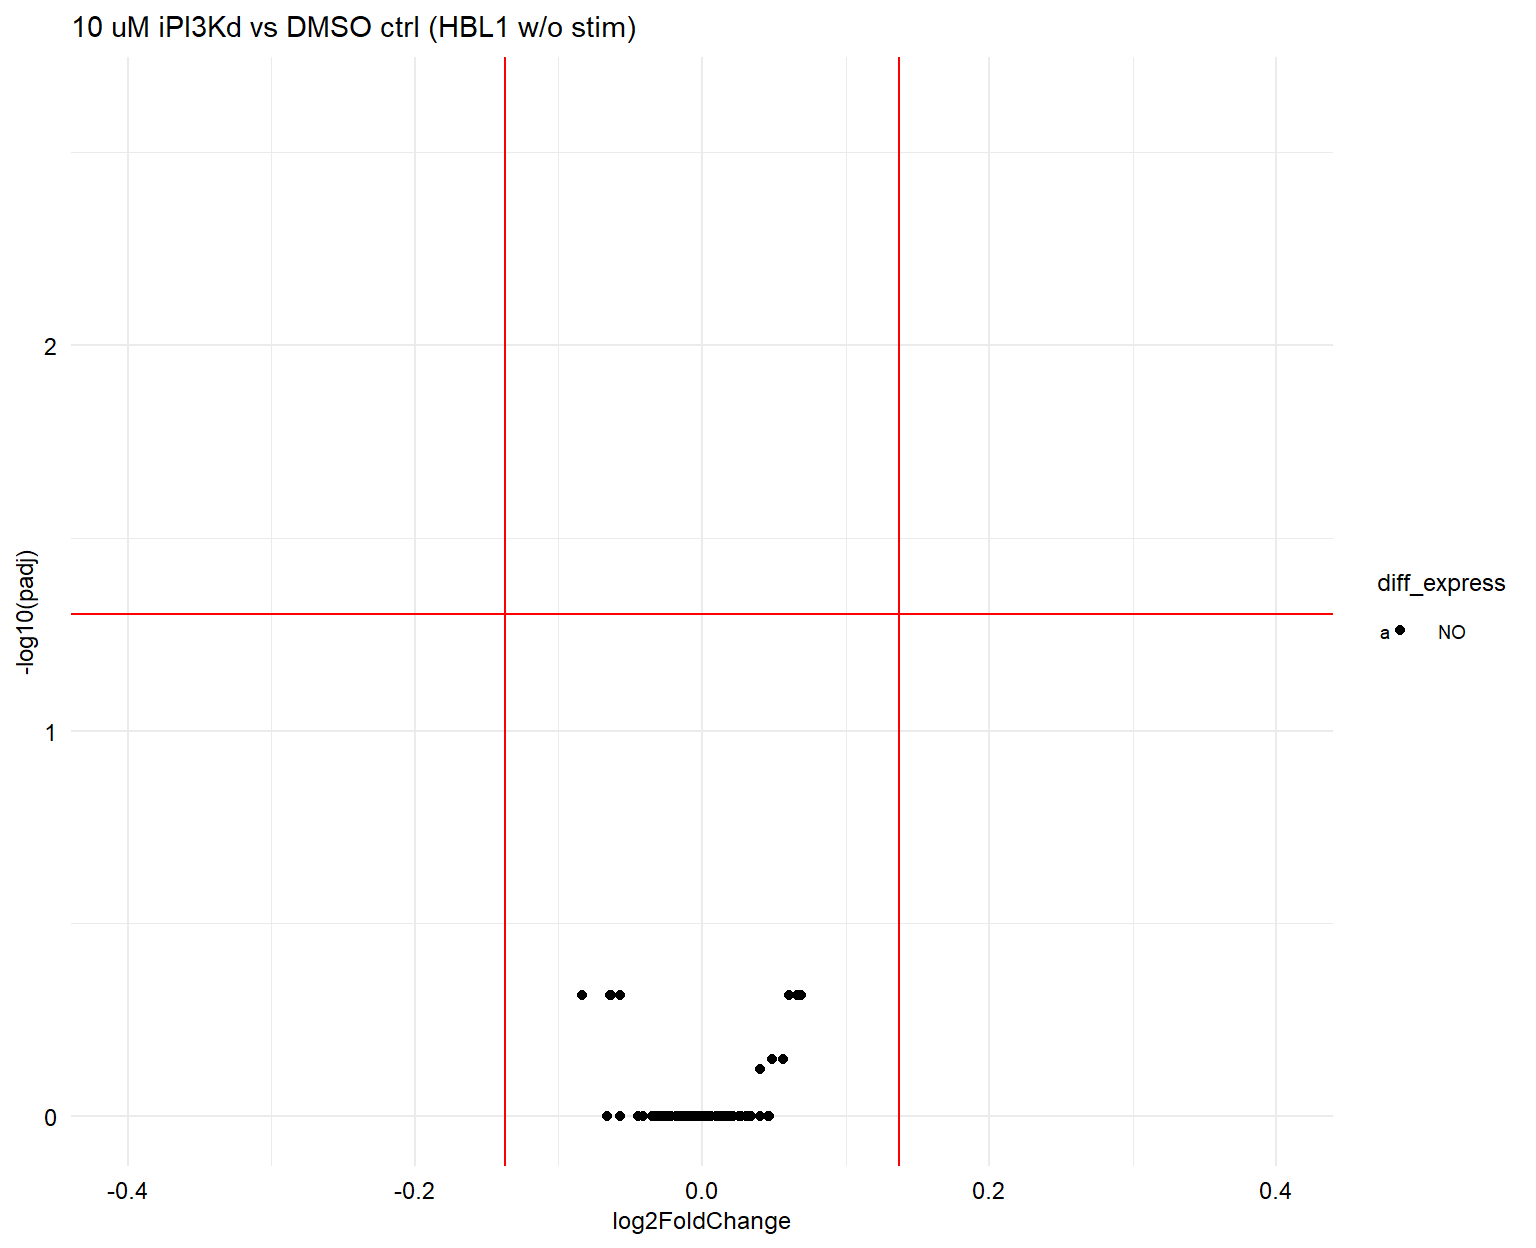 10 uM iPI3Kd vs DMSO ctrl (HBL1 w/o stim)
2
1
0
-log10(padj)
-0.4
-0.2
0.0
0.2
0.4
log2FoldChange
diff_express
a NO